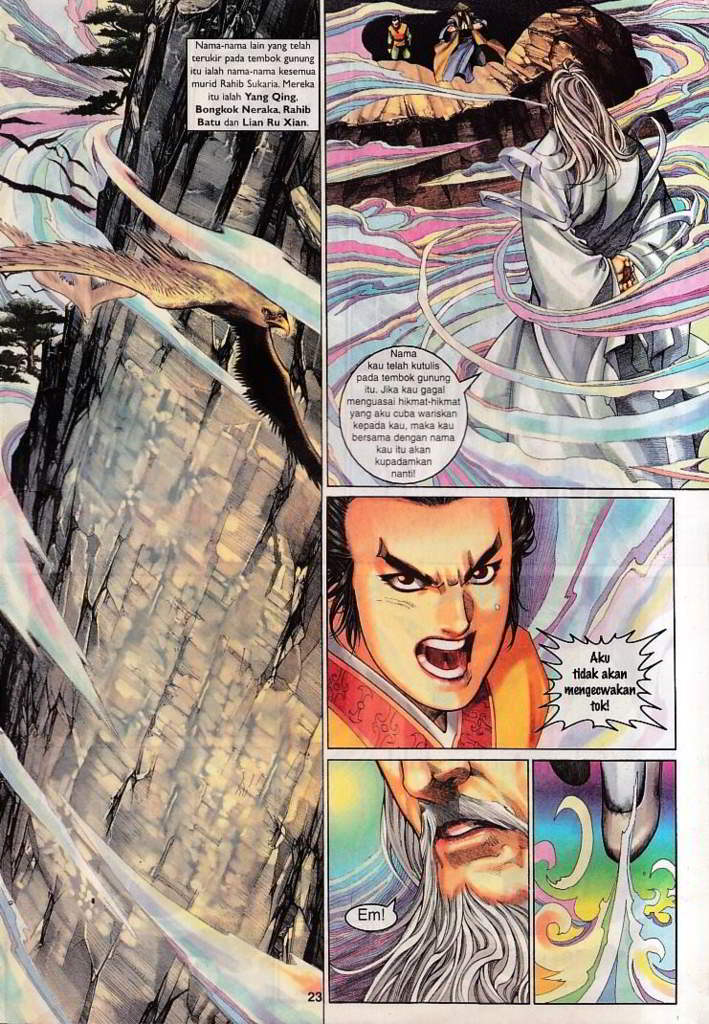 Nama-nama lain yang telah
terukir pada tembok gunung
itu ialah nama-nama kesemua
murid Rahib Sukaria. Mereka
itu ialah Yang Qing,
Bongkok Neraka, Rahib
Batu dan Lian Ru Xian.
Nama
kau telah kutulis
pada tembok gunung
itu. Jika kau gagal
menguasai hikmat-hikmat
yang aku cuba wariskan
kepada kau, maka kau
bersama dengan nama
kau itu akan
kupadamkan
nanti!
Aku
tidak akan
mengecwakan
tok!
Em!
23